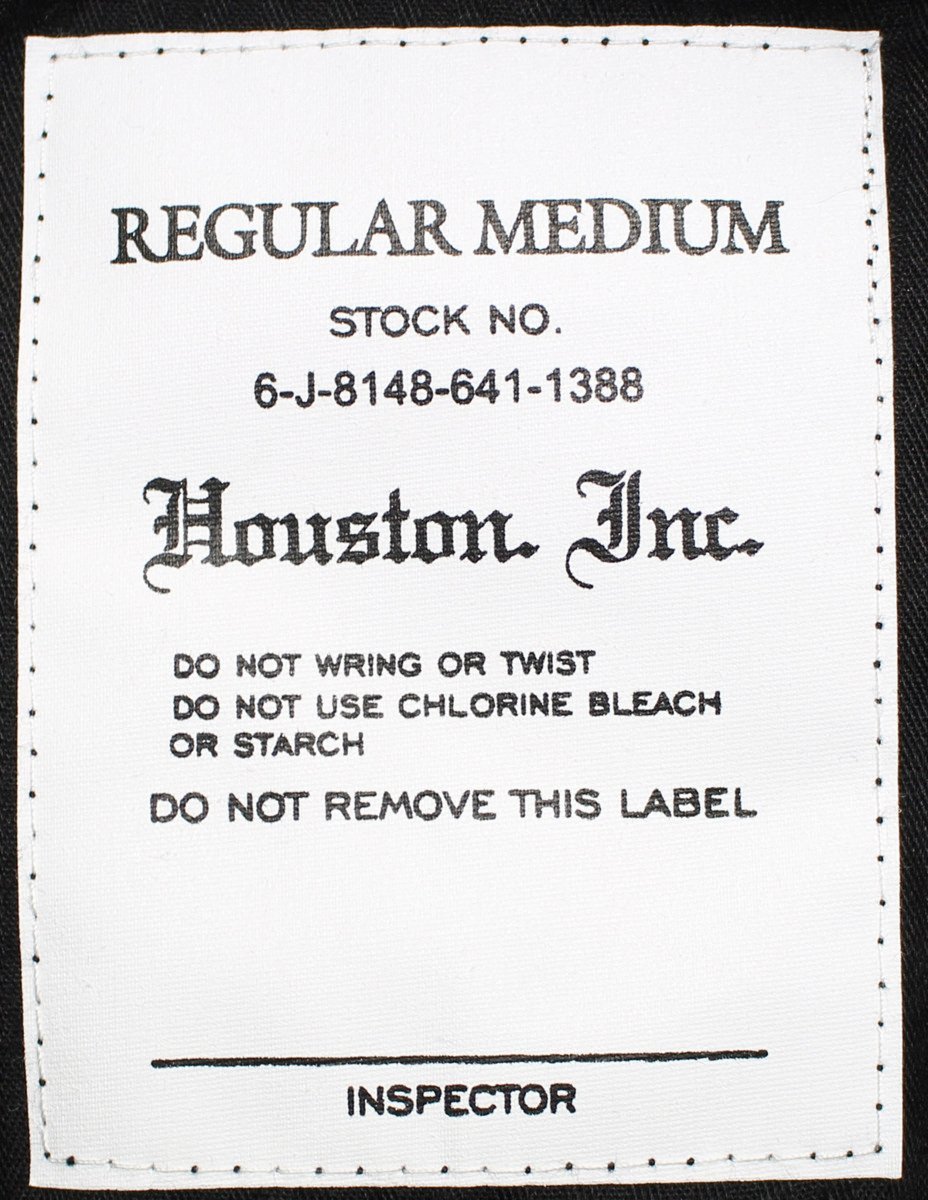 REGULAR MEDIUM
STOCK NO.
6-J-8148-641-1388
Houston. Inc.
DO NOT WRING OR TWIST
DO NOT USE CHLORINE BLEACH
OR STARCH
DO NOT REMOVE THIS LABEL
INSPECTOR